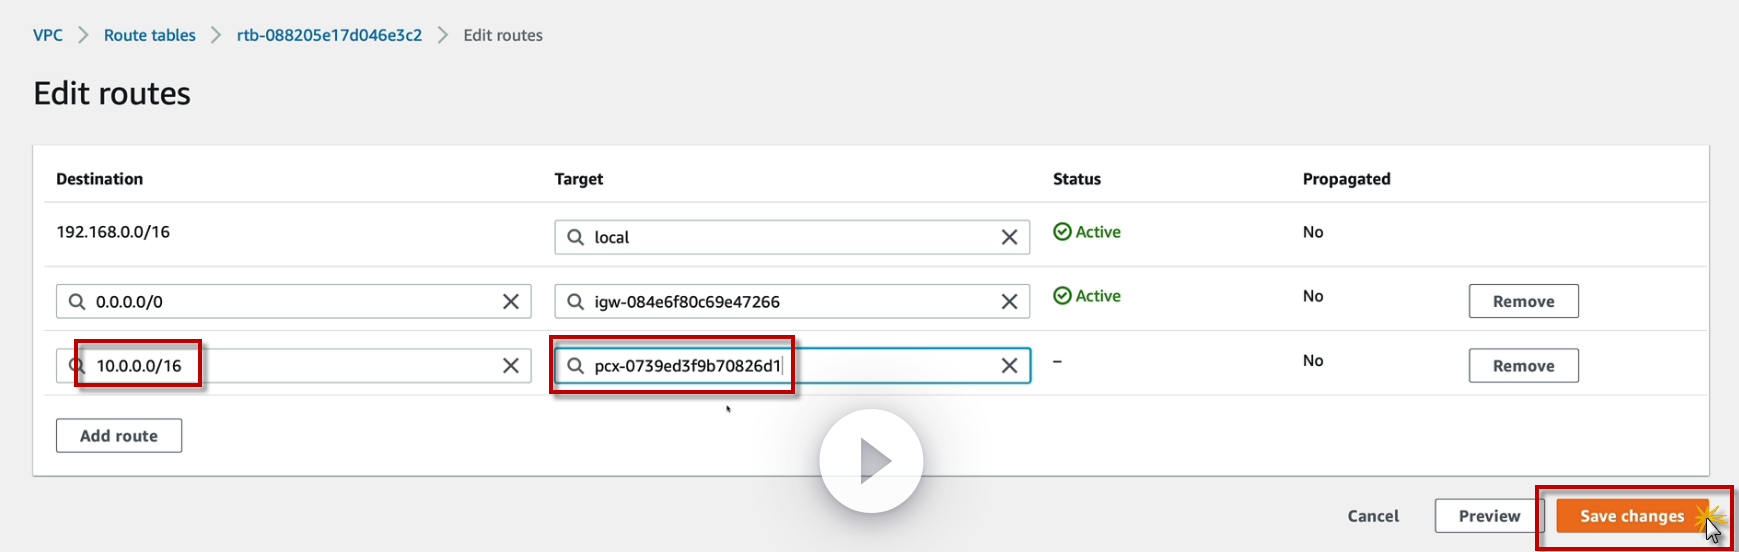 VPC > Route tables > rtb-088205e17d046e3c2 > Edit routes
Edit routes
Destination Target Status Propagated
192.168.0.0/16 local Active No
0.0.0.0/0 igw-084e6f80c69e47266 Active No Remove
10.0.0.0/16 pcx-0739ed3f9b70826d1 – No Remove
Add route
Cancel Preview Save changes